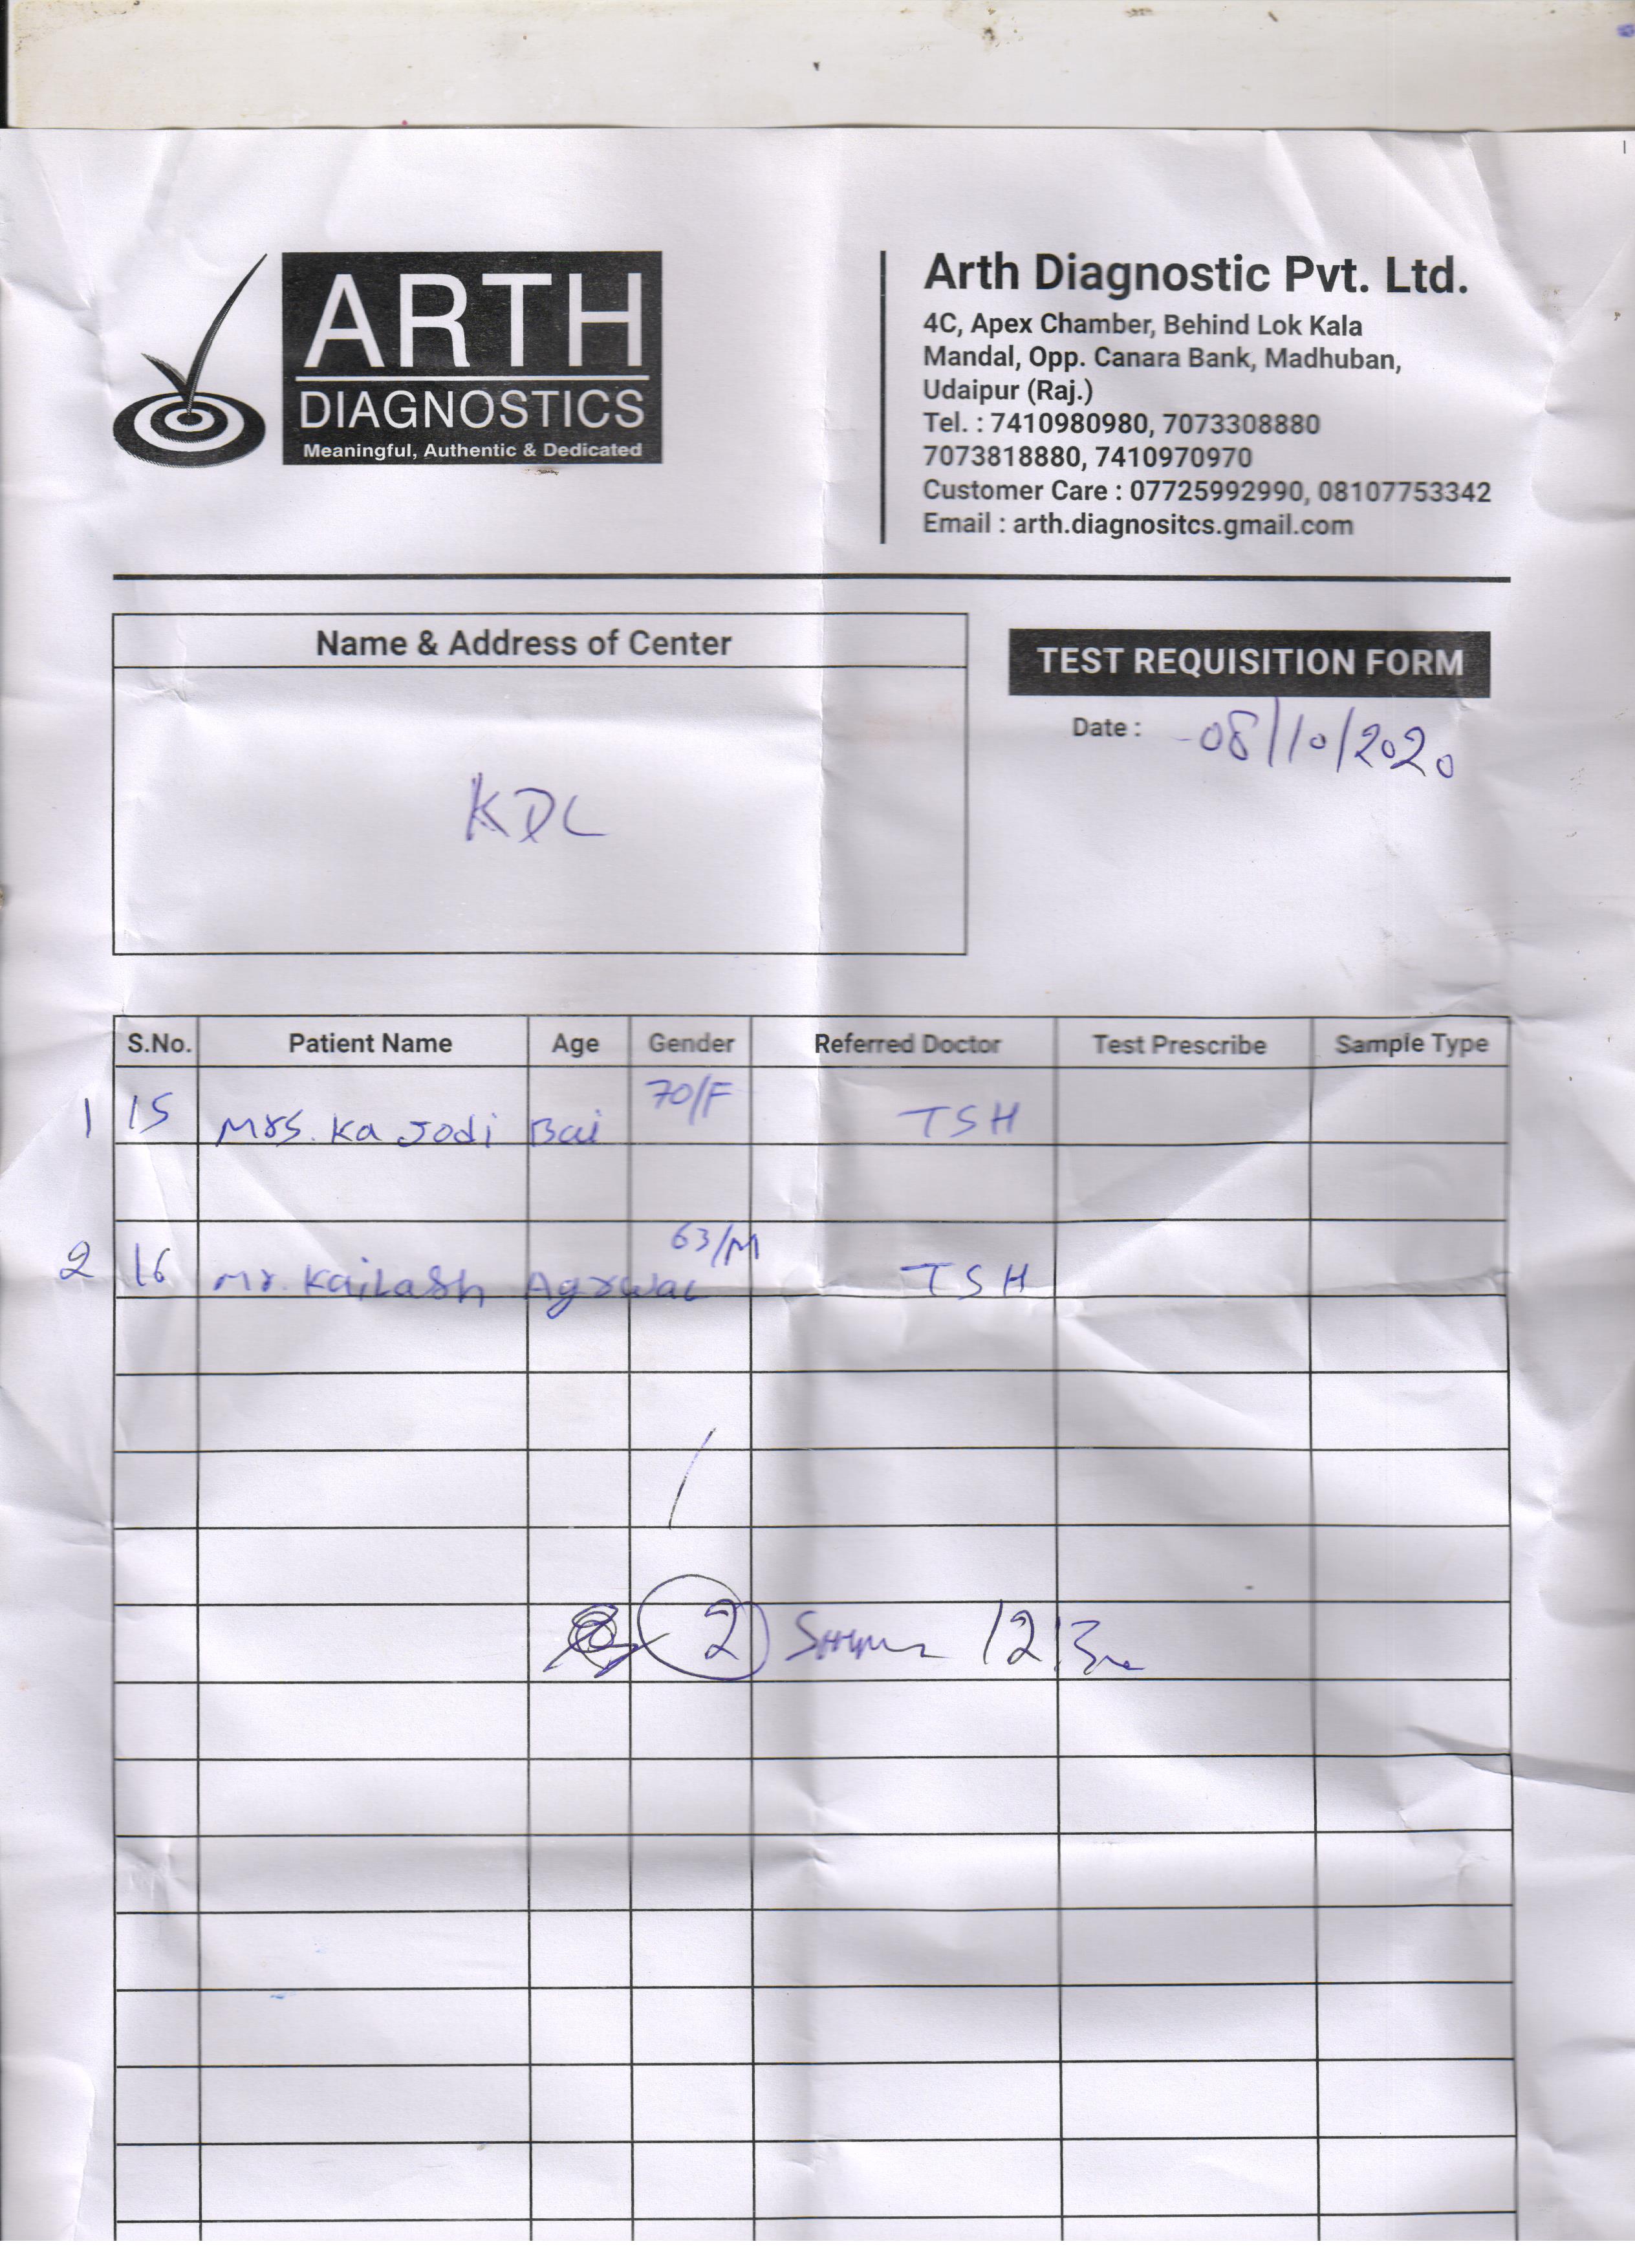 ARTH
DIAGNOSTICS
Meaningful, Authentic & Dedicated
Arth Diagnostic Pvt. Ltd.
4C, Apex Chamber, Behind Lok Kala
Mandal, Opp. Canara Bank, Madhuban,
Udaipur (Raj.)
Tel. : 7410980980, 7073308880
7073818880, 7410970970
Customer Care : 07725992990, 08107753342
Email : arth.diagnositcs.gmail.com
Name & Address of Center
KDL
TEST REQUISITION FORM
Date : 08/10/2020
S.No. Patient Name Age Gender Referred Doctor Test Prescribe Sample Type
1 15 Mrs. Kajodi Bai 70/F TSH
2 16 Mr. Kailash Agrwal 63/M TSH
2